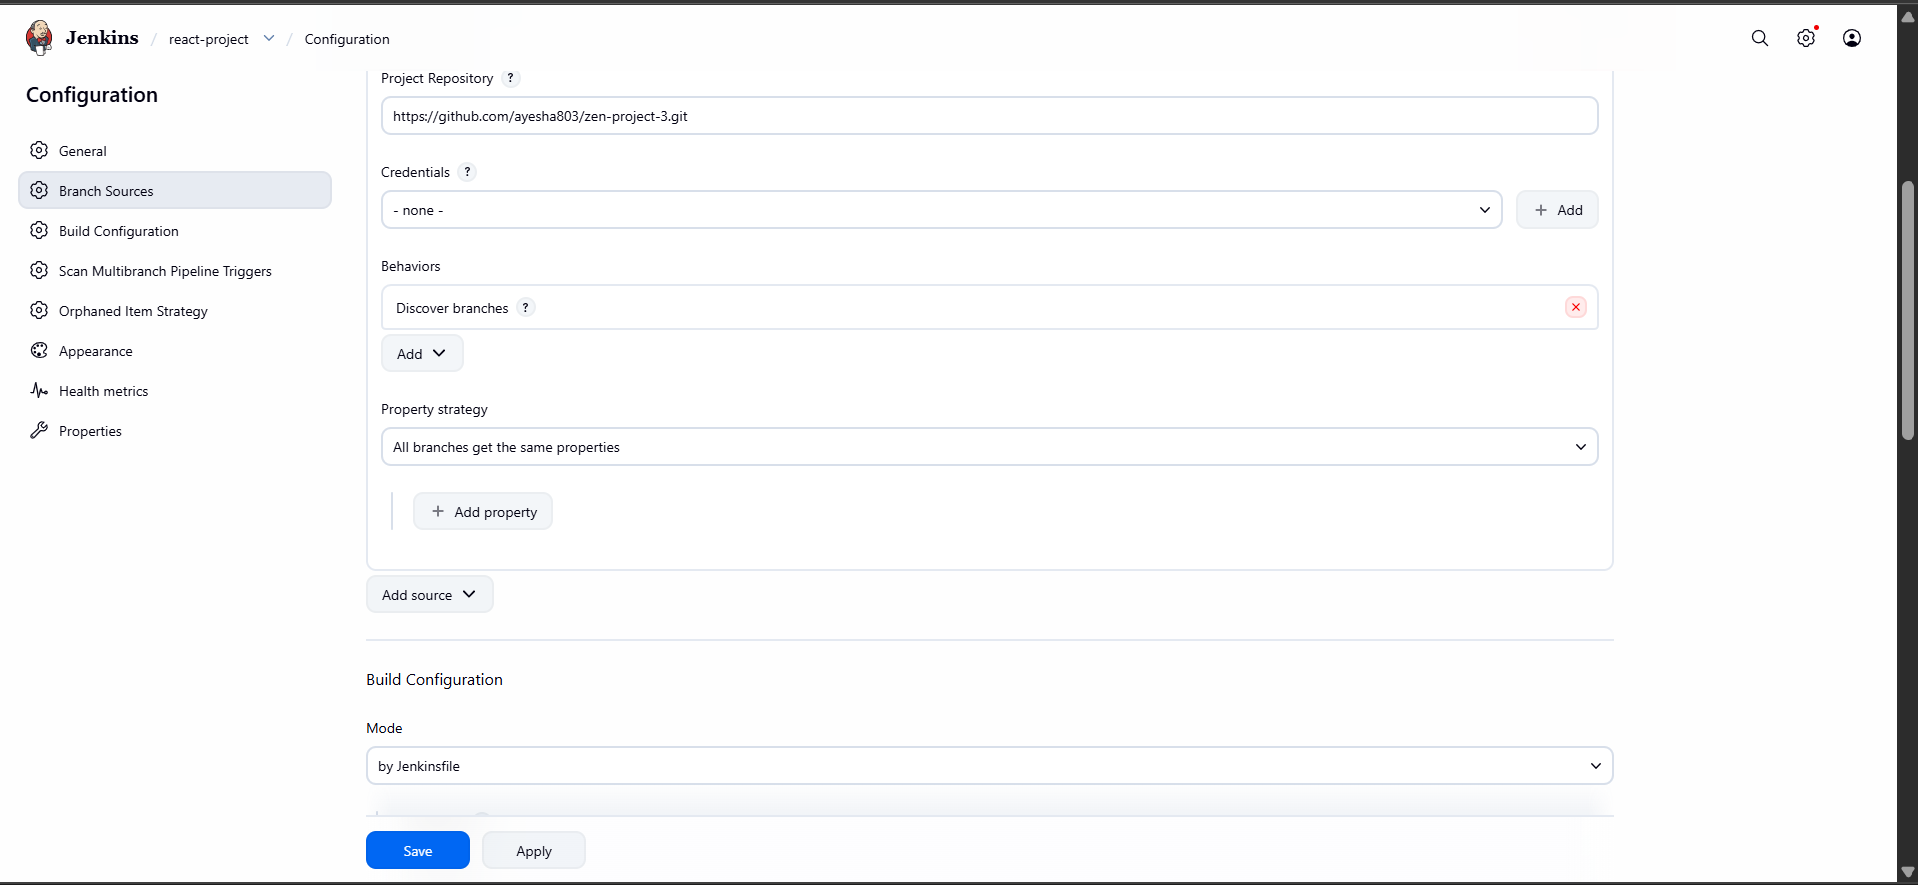 Jenkins / react-project / Configuration
Configuration
General
Branch Sources
Build Configuration
Scan Multibranch Pipeline Triggers
Orphaned Item Strategy
Appearance
Health metrics
Properties
Project Repository ?
https://github.com/ayesha803/zen-project-3.git
Credentials ?
- none -
+ Add
Behaviors
Discover branches ?
Add
Property strategy
All branches get the same properties
+ Add property
Add source
Build Configuration
Mode
by Jenkinsfile
Save
Apply